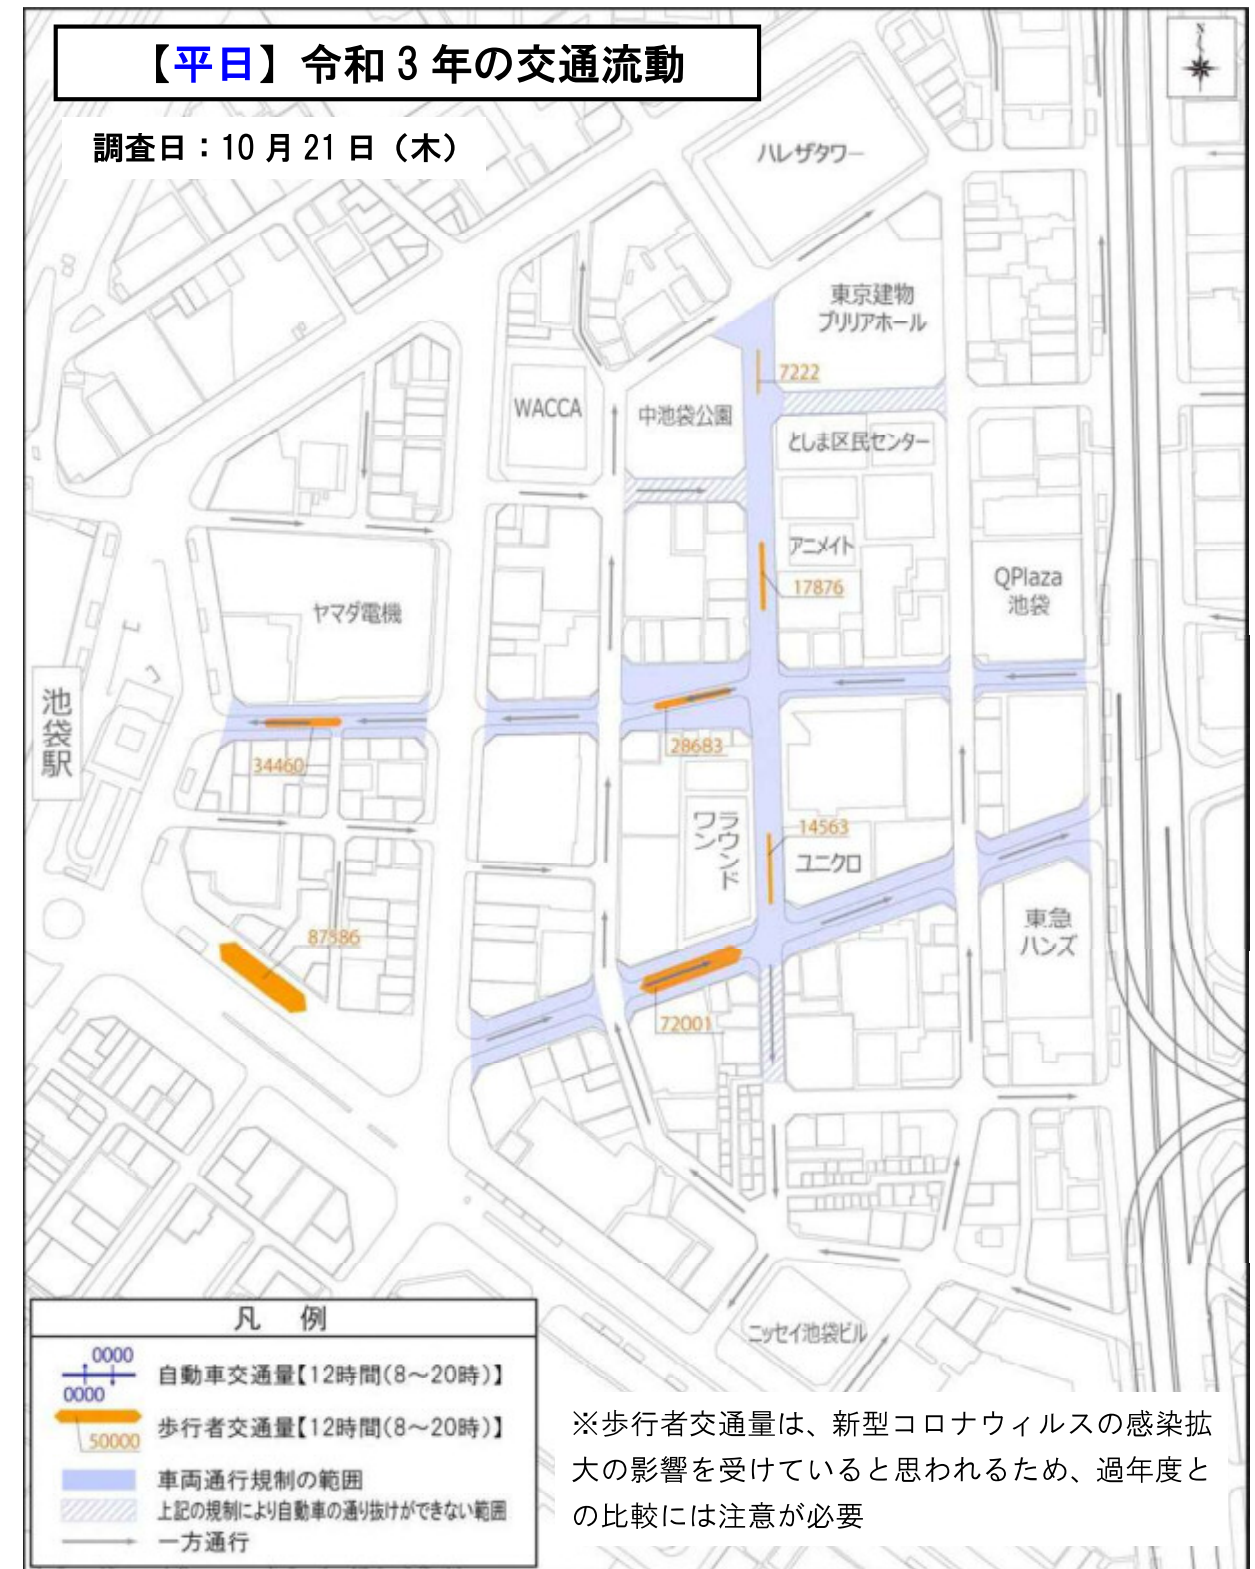 【平日】令和3年の交通流動
調査日：10月21日（木）
N
ハレザタワー
東京建物
ブリリアホール
7222
WACCA
中池袋公園
としま区民センター
アニメイト
17876
QPlaza
池袋
ヤマダ電機
池袋駅
34460
28683
ラウンド
ワン
14563
ユニクロ
東急
ハンズ
72001
ニッセイ池袋ビル
凡　例
0000
0000
自動車交通量【12時間(8～20時)】
50000
歩行者交通量【12時間(8～20時)】
車両通行規制の範囲
上記の規制により自動車の通り抜けができない範囲
一方通行
※歩行者交通量は、新型コロナウィルスの感染拡
大の影響を受けていると思われるため、過年度と
の比較には注意が必要